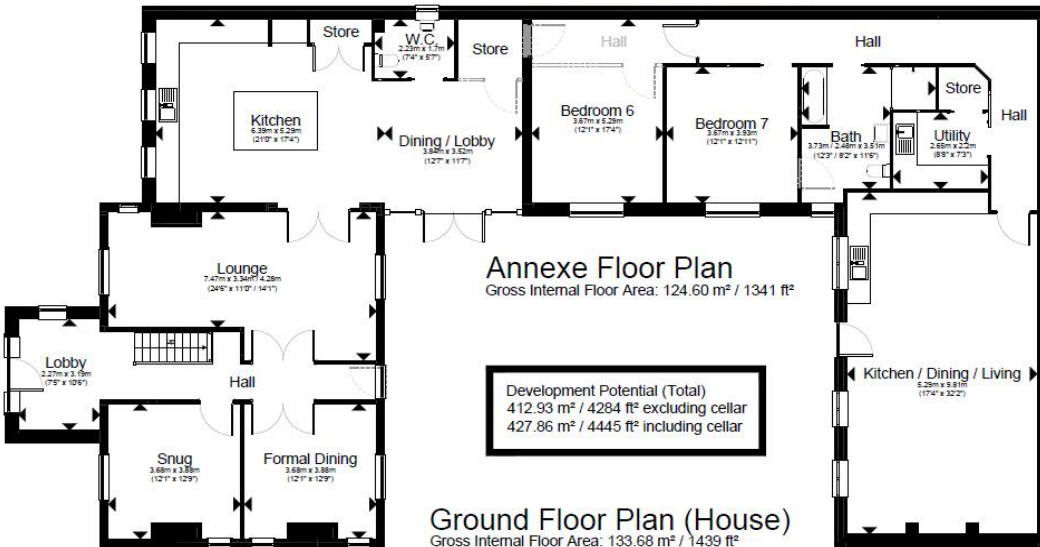 Store
W.C.
2.23m x 1.7m
(7'4" x 5'7")
Store
Hall
Hall
Kitchen
6.39m x 5.29m
(21'0" x 17'4")
Dining / Lobby
3.84m x 3.52m
(12'7" x 11'7")
Bedroom 6
3.67m x 5.29m
(12'1" x 17'4")
Bedroom 7
3.67m x 3.93m
(12'1" x 12'11")
Bath
3.73m / 2.48m x 3.51m
(12'3" / 8'2" x 11'6")
Store
Utility
2.65m x 2.2m
(8'8" x 7'3")
Hall
Lounge
7.47m x 3.34m / 4.28m
(24'6" x 11'0" / 14'1")
Annexe Floor Plan
Gross Internal Floor Area: 124.60 m² / 1341 ft²
Lobby
2.27m x 3.19m
(7'5" x 10'6")
Hall
Kitchen / Dining / Living
5.29m x 9.81m
(17'4" x 32'2")
Development Potential (Total)
412.93 m² / 4284 ft² excluding cellar
427.86 m² / 4445 ft² including cellar
Snug
3.68m x 3.88m
(12'1" x 12'9")
Formal Dining
3.68m x 3.88m
(12'1" x 12'9")
Ground Floor Plan (House)
Gross Internal Floor Area: 133.68 m² / 1439 ft²